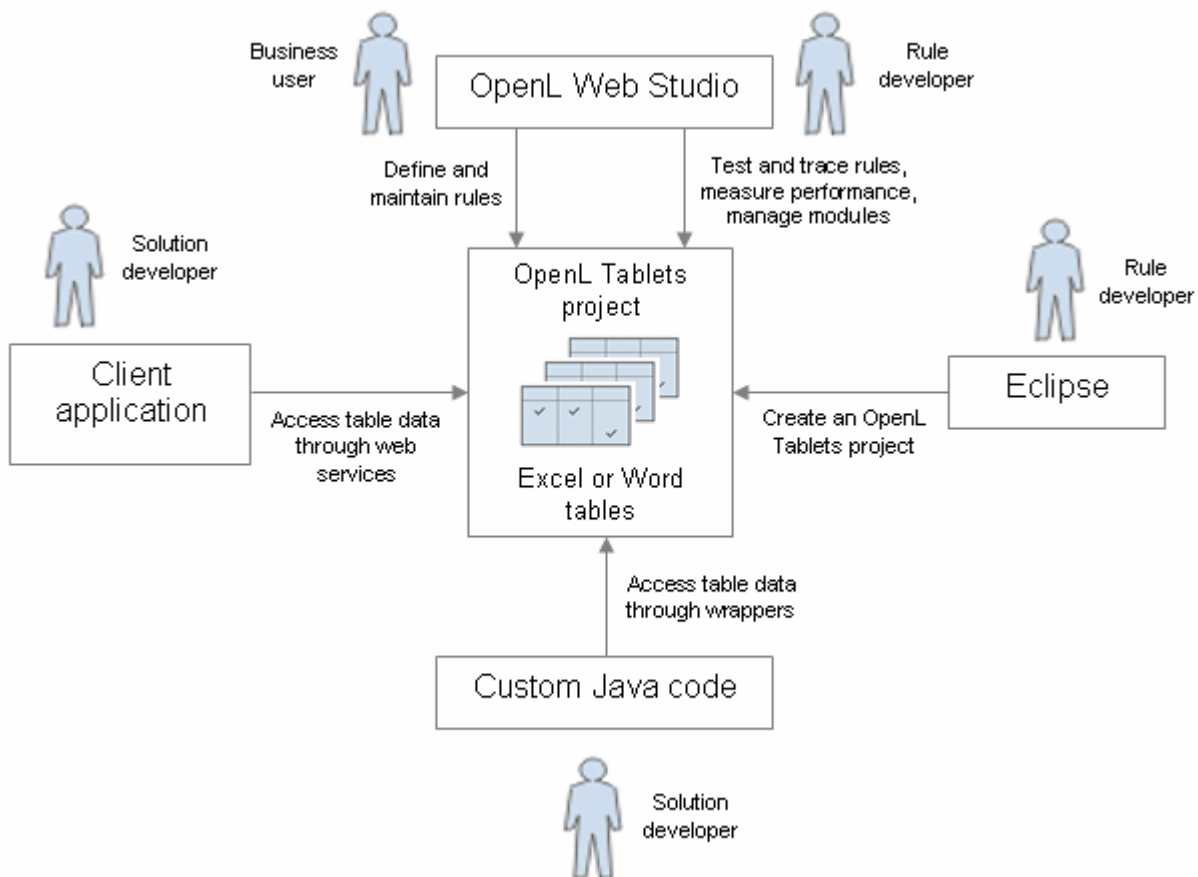 Business
user
OpenL Web Studio
Rule
developer
Define and
maintain rules
Test and trace rules,
measure performance,
manage modules
Solution
developer
OpenL Tablets
project
Rule
developer
Client
application
Eclipse
Access table data
through web
services
Create an OpenL
Tablets project
Excel or Word
tables
Access table data
through wrappers
Custom Java code
Solution
developer